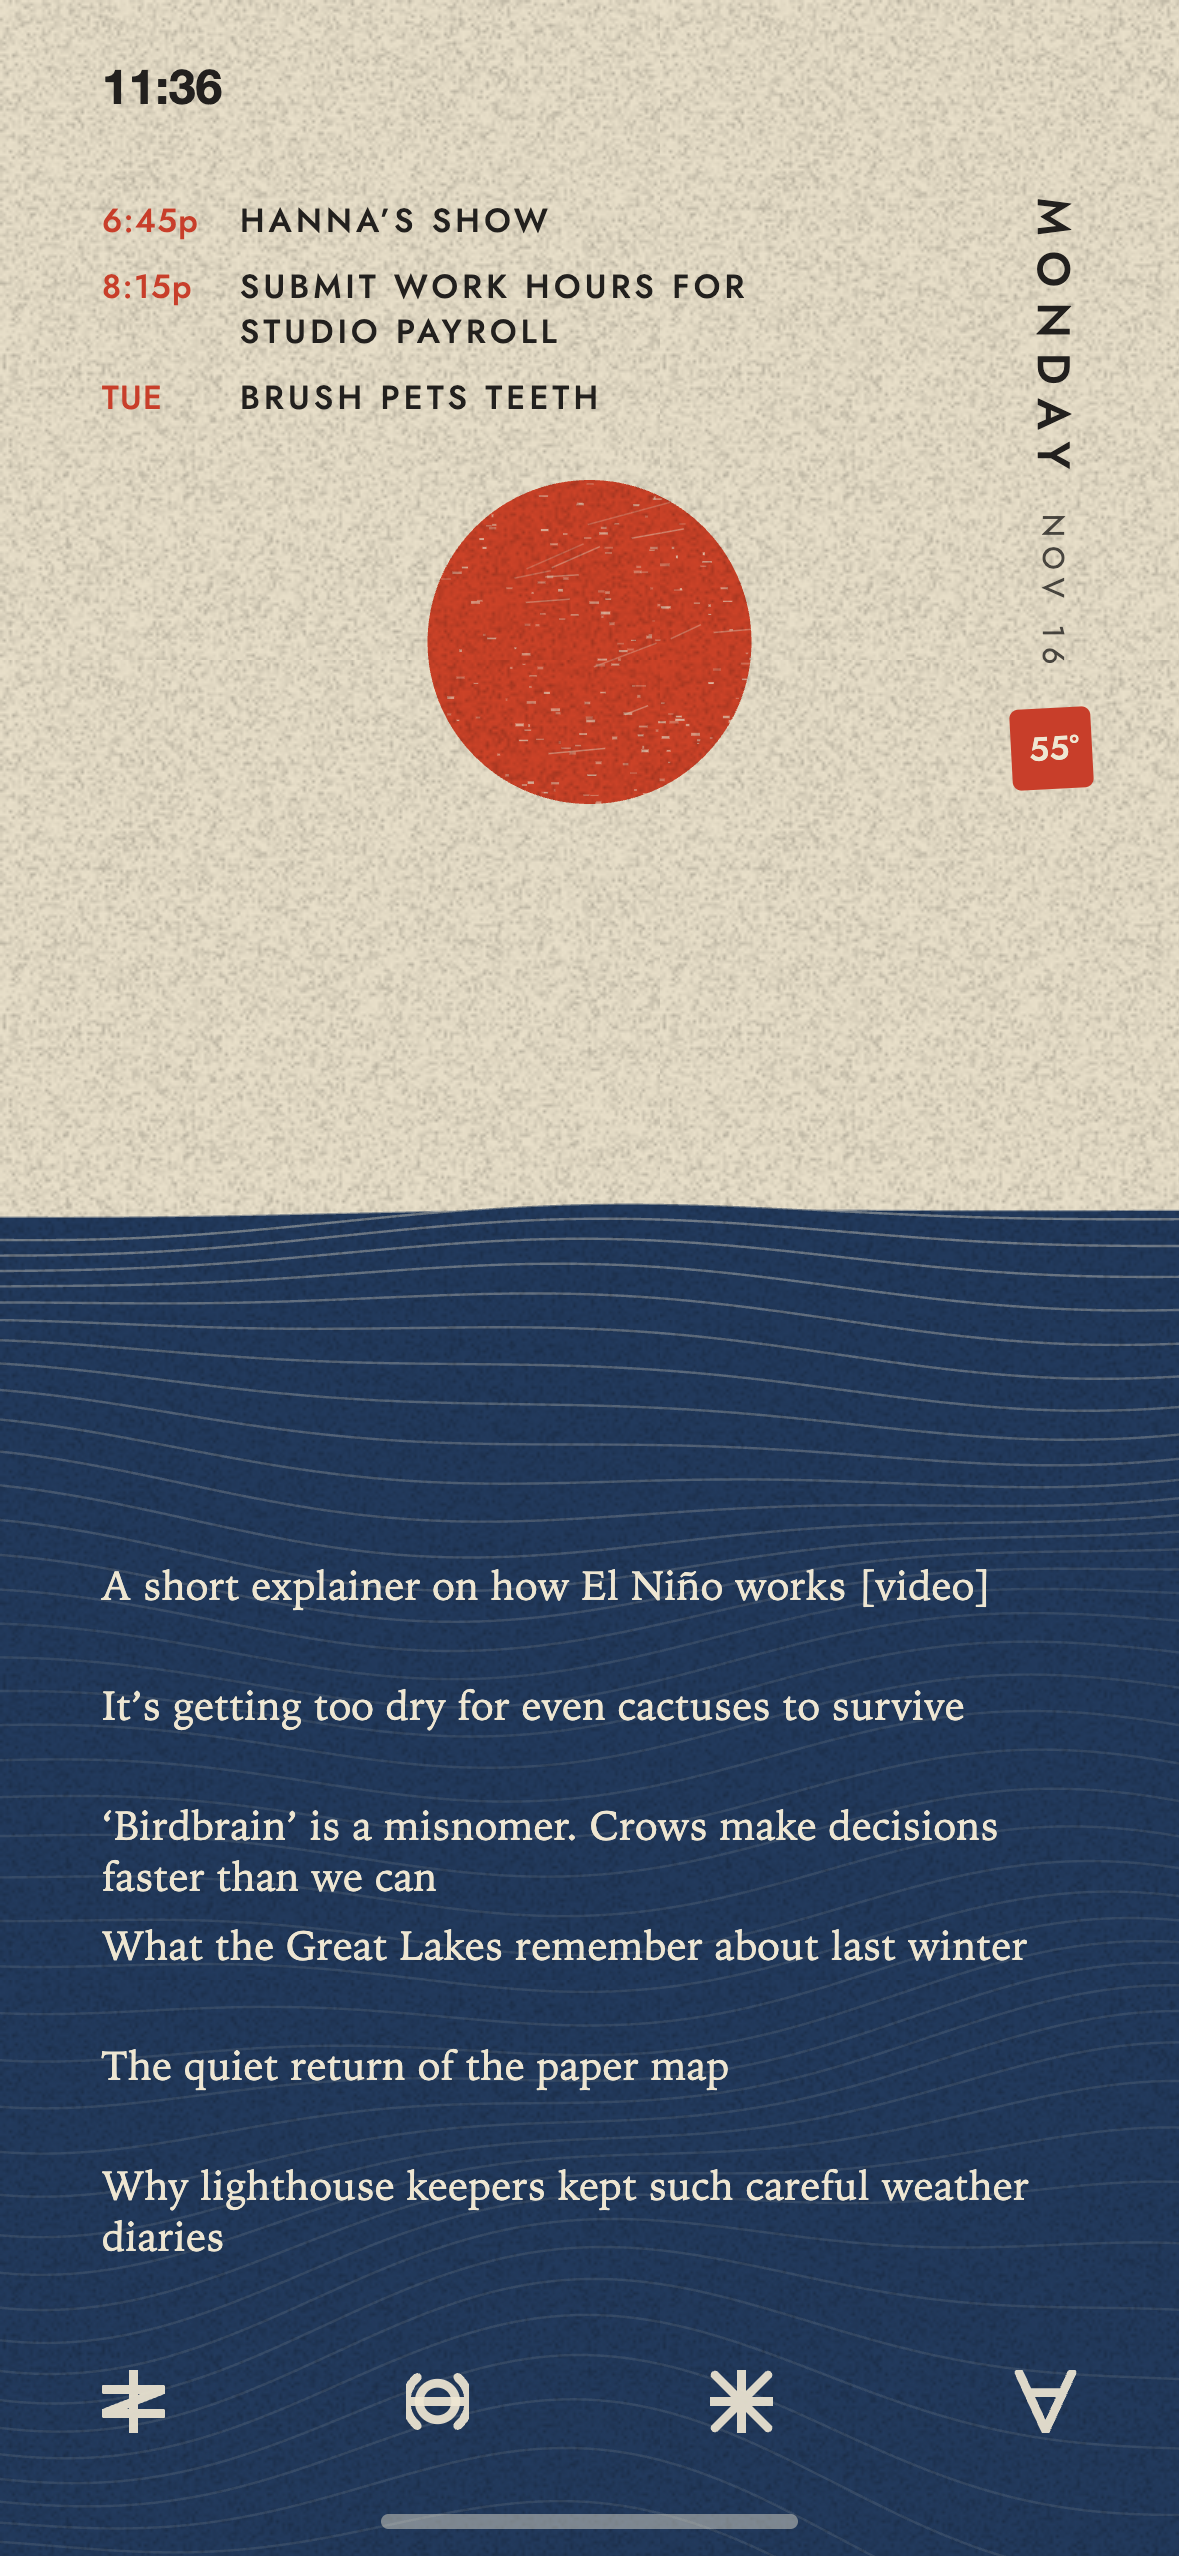 11:36
6:45p HANNA’S SHOW
8:15p SUBMIT WORK HOURS FOR
STUDIO PAYROLL
TUE BRUSH PETS TEETH
MONDAY NOV 16
55°
A short explainer on how El Niño works [video]
It’s getting too dry for even cactuses to survive
‘Birdbrain’ is a misnomer. Crows make decisions
faster than we can
What the Great Lakes remember about last winter
The quiet return of the paper map
Why lighthouse keepers kept such careful weather
diaries